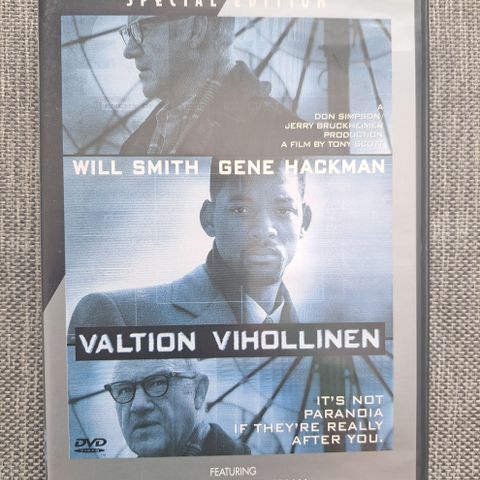 SPECIAL EDITION
A
DON SIMPSON/
JERRY BRUCKHEIMER
PRODUCTION
A FILM BY TONY SCOTT
WILL SMITH GENE HACKMAN
VALTION VIHOLLINEN
IT'S NOT
PARANOIA
IF THEY'RE REALLY
AFTER YOU.
DVD
VIDEO
FEATURING